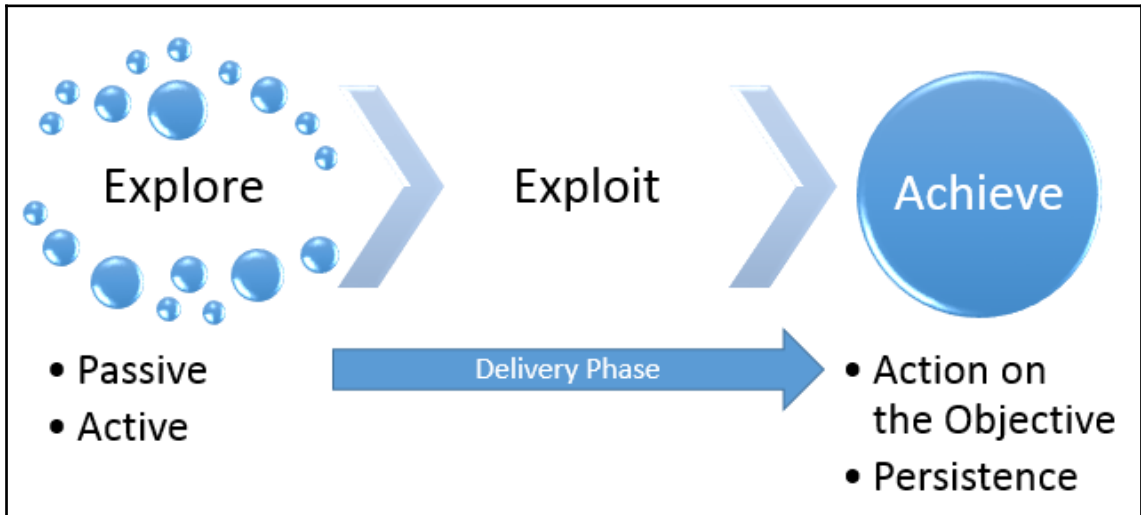 Explore
Exploit
Achieve
• Passive
• Active
Delivery Phase
• Action on
the Objective
• Persistence